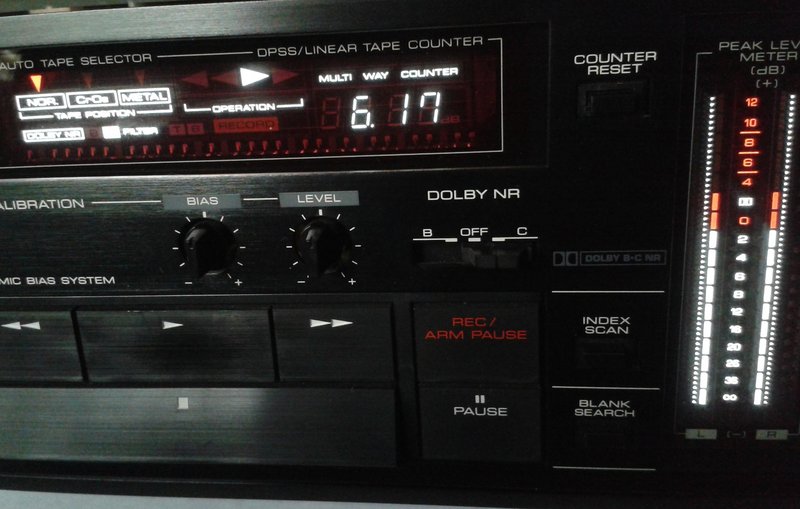 AUTO TAPE SELECTOR
DPSS/LINEAR TAPE COUNTER
NOR. CrO2 METAL
TAPE POSITION
OPERATION
MULTI WAY COUNTER
6.17
dB
DOLBY NR B C FILTER
T B
RECORD
COUNTER
RESET
PEAK LEV
METER
(dB)
(+)
12
10
8
6
4
0
2
4
6
8
12
16
20
26
36
∞
L (-) R
ALIBRATION
BIAS
LEVEL
- +
- +
DOLBY NR
B OFF C
DOLBY B-C NR
MIC BIAS SYSTEM
REC/
ARM PAUSE
PAUSE
INDEX
SCAN
BLANK
SEARCH